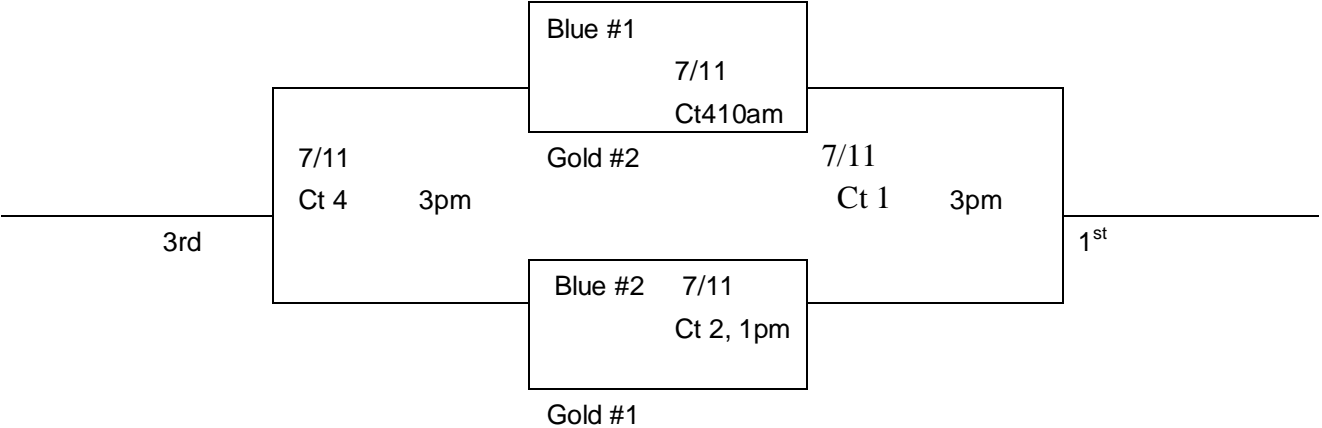 Blue #1
7/11
Ct410am
7/11
Gold #2
7/11
Ct 4 3pm
Ct 1 3pm
3rd
1st
Blue #2 7/11
Ct 2, 1pm
Gold #1